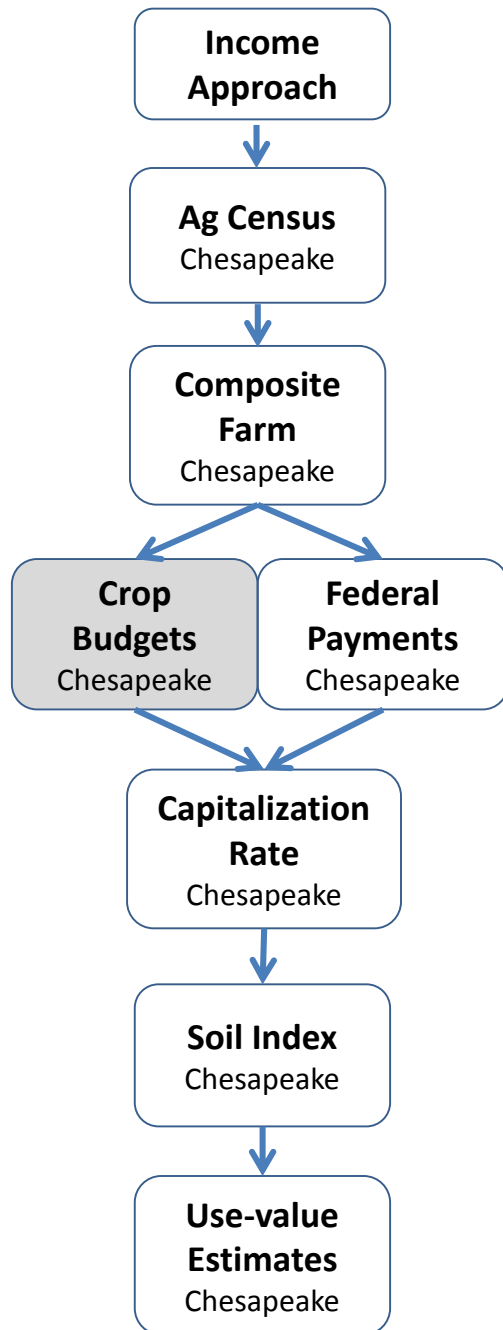 Income
Approach
Ag Census
Chesapeake
Composite
Farm
Chesapeake
Crop
Budgets
Chesapeake
Federal
Payments
Chesapeake
Capitalization
Rate
Chesapeake
Soil Index
Chesapeake
Use-value
Estimates
Chesapeake